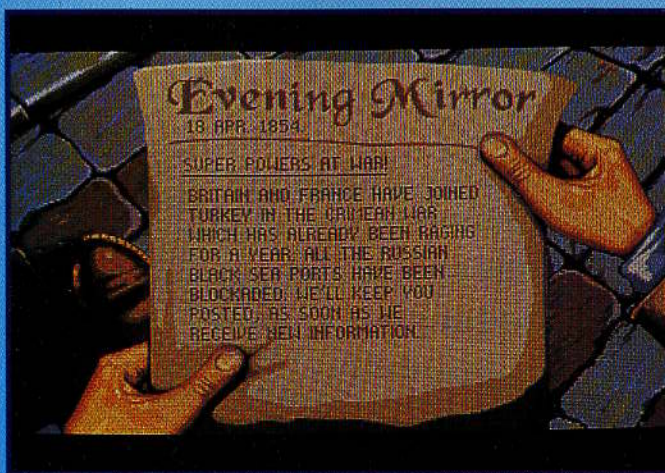 Evening Mirror
18 APR. 1854
SUPER POWERS AT WAR!
BRITAIN AND FRANCE HAVE JOINED
TURKEY IN THE CRIMEAN WAR
WHICH HAS ALREADY BEEN RAGING
FOR A YEAR. ALL THE RUSSIAN
BLACK SEA PORTS HAVE BEEN
BLOCKADED. WE'LL KEEP YOU
POSTED, AS SOON AS WE
RECEIVE NEW INFORMATION.